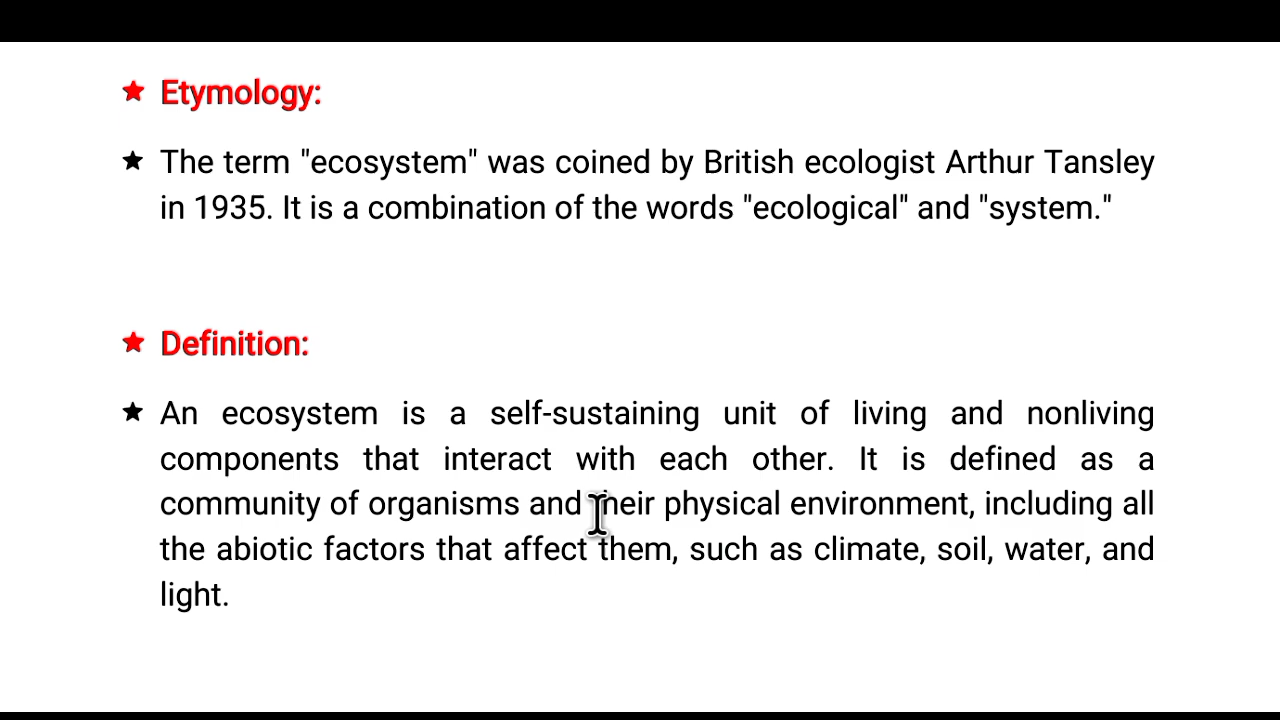 Etymology:
The term "ecosystem" was coined by British ecologist Arthur Tansley
in 1935. It is a combination of the words "ecological" and "system."
Definition:
An ecosystem is a self-sustaining unit of living and nonliving
components that interact with each other. It is defined as a
community of organisms and their physical environment, including all
the abiotic factors that affect them, such as climate, soil, water, and
light.